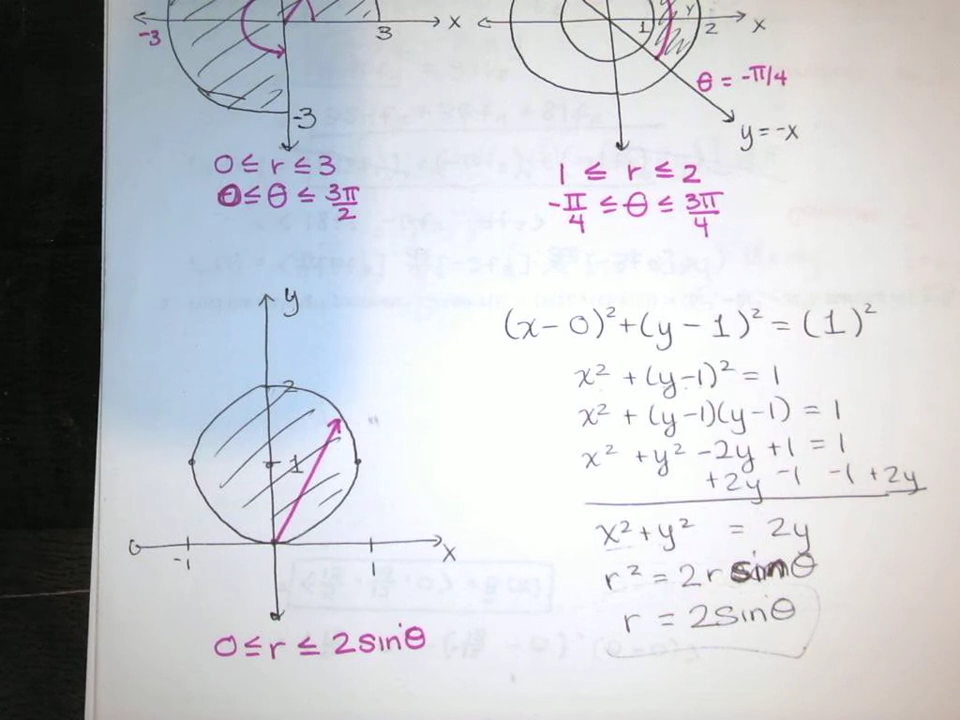 -3
3
x
-3
0 ≤ r ≤ 3
0 ≤ θ ≤ 3π/2
1
2
x
θ = -π/4
y = -x
1 ≤ r ≤ 2
-π/4 ≤ θ ≤ 3π/4
y
2
1
-1
1
x
0 ≤ r ≤ 2sinθ
(x - 0)² + (y - 1)² = (1)²
x² + (y-1)² = 1
x² + (y-1)(y-1) = 1
x² + y² - 2y + 1 = 1
+2y -1 -1 +2y
x² + y² = 2y
r² = 2r sinθ
r = 2sinθ